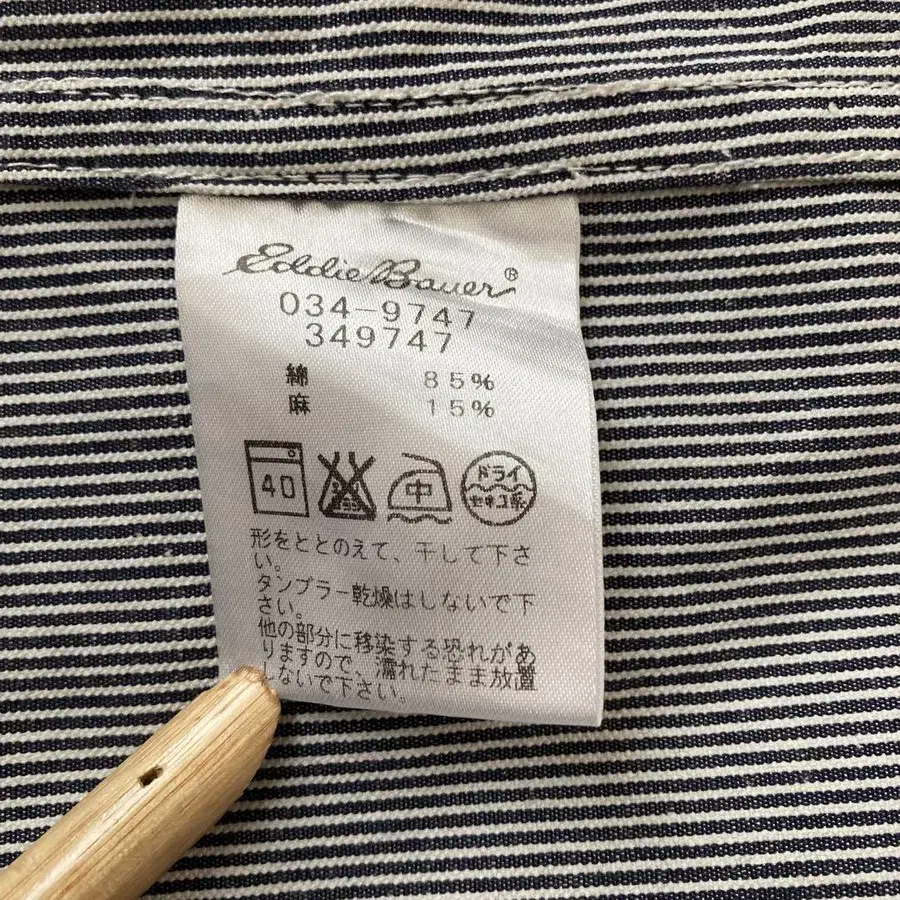 Eddie Bauer®
034-9747
349747
綿 85%
麻 15%
40 中 ドライ
セキユ系
形をととのえて、干して下さ
い。
タンブラー乾燥はしないで下
さい。
他の部分に移染する恐れがあ
りますので、濡れたまま放置
しないで下さい。